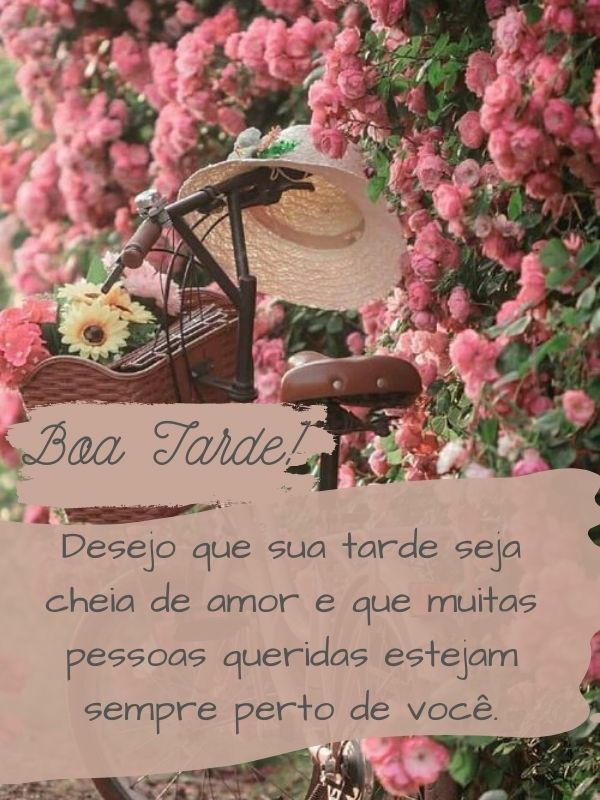 Boa Tarde!
Desejo que sua tarde seja
cheia de amor e que muitas
pessoas queridas estejam
sempre perto de você.